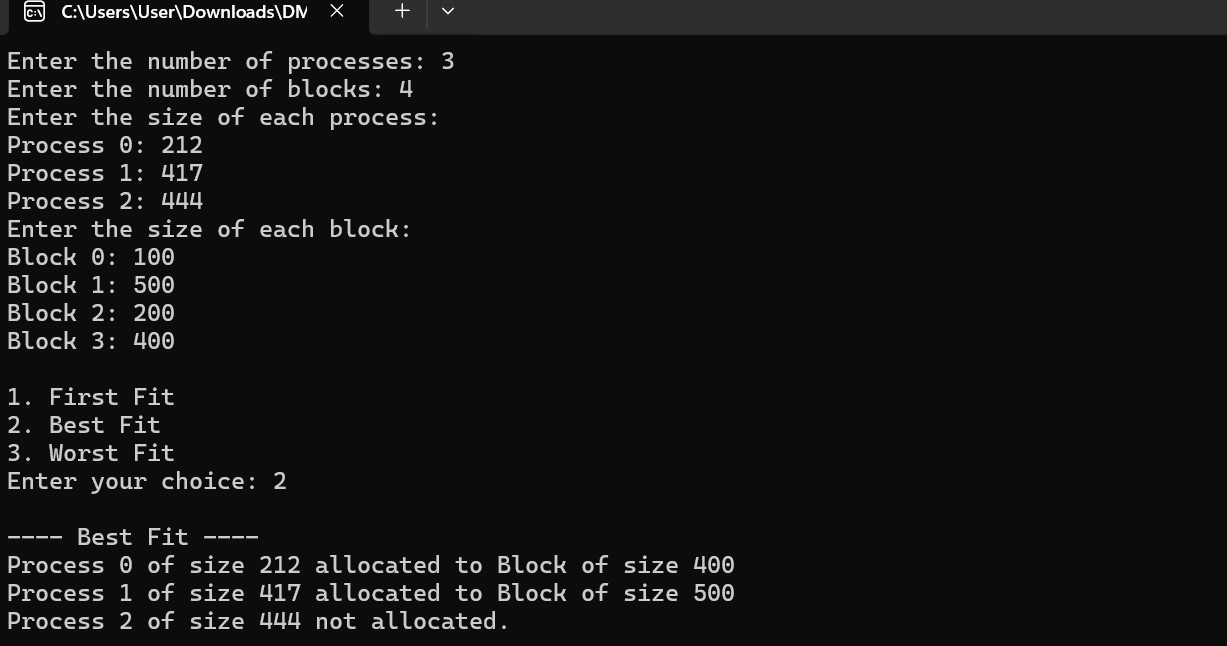 C:\Users\User\Downloads\DM
Enter the number of processes: 3
Enter the number of blocks: 4
Enter the size of each process:
Process 0: 212
Process 1: 417
Process 2: 444
Enter the size of each block:
Block 0: 100
Block 1: 500
Block 2: 200
Block 3: 400

1. First Fit
2. Best Fit
3. Worst Fit
Enter your choice: 2

---- Best Fit ----
Process 0 of size 212 allocated to Block of size 400
Process 1 of size 417 allocated to Block of size 500
Process 2 of size 444 not allocated.